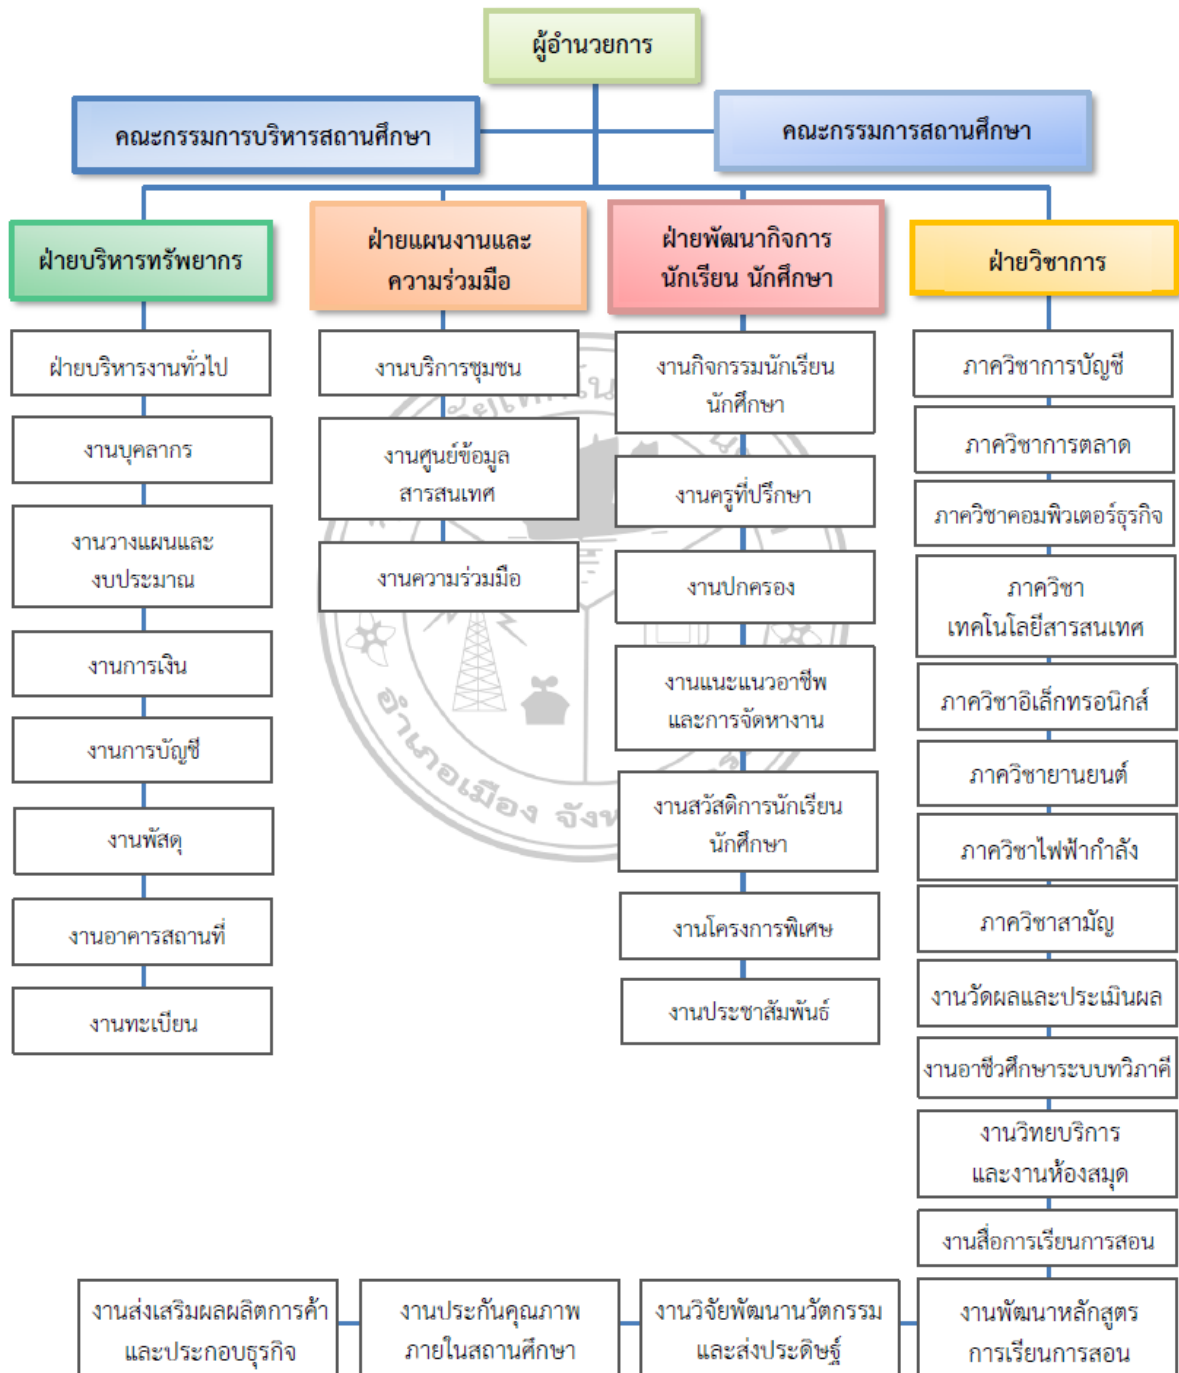 ผู้อำนวยการ
คณะกรรมการบริหารสถานศึกษา
คณะกรรมการสถานศึกษา
ฝ่ายบริหารทรัพยากร
ฝ่ายบริหารงานทั่วไป
งานบุคลากร
งานวางแผนและ
งบประมาณ
งานการเงิน
งานการบัญชี
งานพัสดุ
งานอาคารสถานที่
งานทะเบียน
ฝ่ายแผนงานและ
ความร่วมมือ
งานบริการชุมชน
งานศูนย์ข้อมูล
สารสนเทศ
งานความร่วมมือ
ฝ่ายพัฒนากิจการ
นักเรียน นักศึกษา
งานกิจกรรมนักเรียน
นักศึกษา
งานครูที่ปรึกษา
งานปกครอง
งานแนะแนวอาชีพ
และการจัดหางาน
งานสวัสดิการนักเรียน
นักศึกษา
งานโครงการพิเศษ
งานประชาสัมพันธ์
ฝ่ายวิชาการ
ภาควิชาการบัญชี
ภาควิชาการตลาด
ภาควิชาคอมพิวเตอร์ธุรกิจ
ภาควิชา
เทคโนโลยีสารสนเทศ
ภาควิชาอิเล็กทรอนิกส์
ภาควิชายานยนต์
ภาควิชาไฟฟ้ากำลัง
ภาควิชาสามัญ
งานวัดผลและประเมินผล
งานอาชีวศึกษาระบบทวิภาคี
งานวิทยบริการ
และงานห้องสมุด
งานสื่อการเรียนการสอน
งานพัฒนาหลักสูตร
การเรียนการสอน
งานวิจัยพัฒนานวัตกรรม
และส่งประดิษฐ์
งานประกันคุณภาพ
ภายในสถานศึกษา
งานส่งเสริมผลผลิตการค้า
และประกอบธุรกิจ
อำเภอเมือง